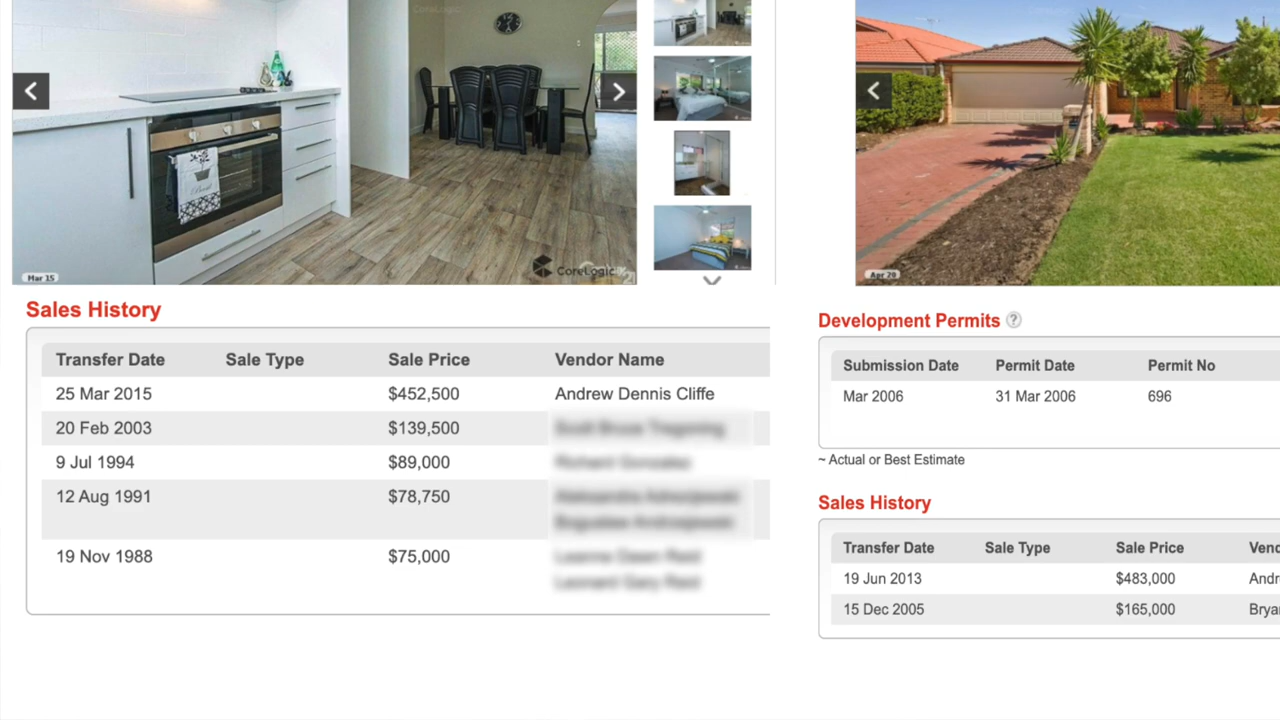 CoreLogic
Mar 15
CoreLogic
Apr 20
Sales History
Transfer Date Sale Type Sale Price Vendor Name
25 Mar 2015 $452,500 Andrew Dennis Cliffe
20 Feb 2003 $139,500
9 Jul 1994 $89,000
12 Aug 1991 $78,750
19 Nov 1988 $75,000
Development Permits ?
Submission Date Permit Date Permit No
Mar 2006 31 Mar 2006 696
~ Actual or Best Estimate
Sales History
Transfer Date Sale Type Sale Price Vend
19 Jun 2013 $483,000 Andr
15 Dec 2005 $165,000 Brya